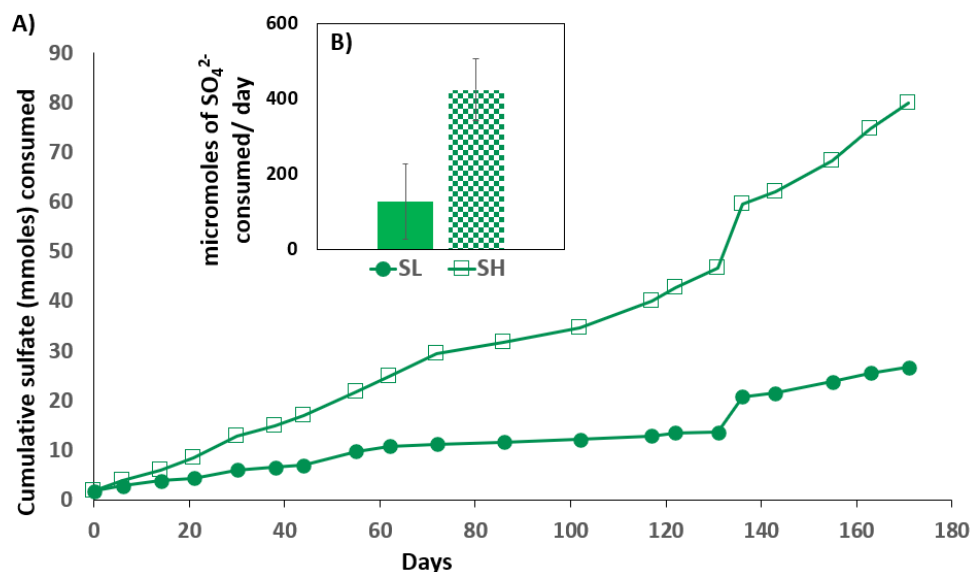 A)
Cumulative sulfate (mmoles) consumed
90
80
70
60
50
40
30
20
10
0
B)
micromoles of SO₄²⁻
consumed/ day
600
400
200
0
SL SH
0 20 40 60 80 100 120 140 160 180
Days